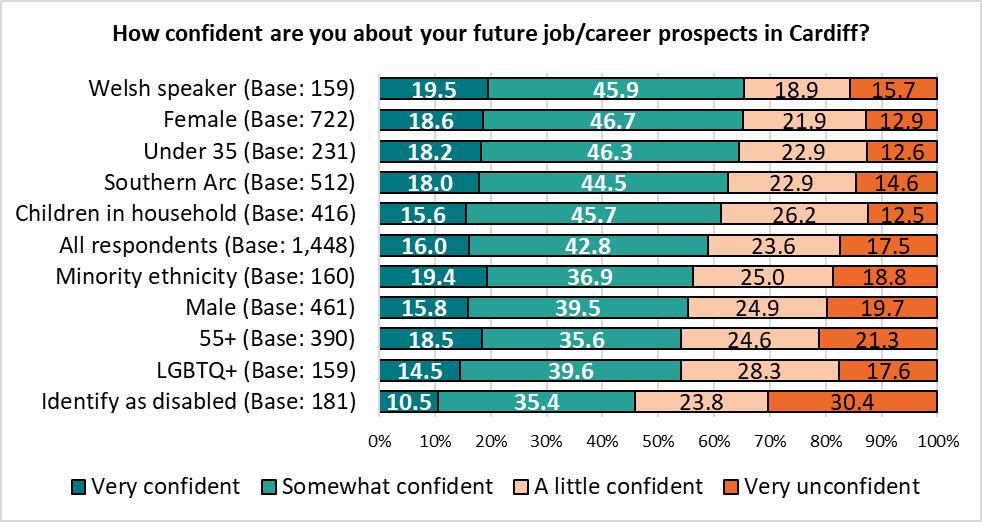 How confident are you about your future job/career prospects in Cardiff?
Welsh speaker (Base: 159) 19.5 45.9 18.9 15.7
Female (Base: 722) 18.6 46.7 21.9 12.9
Under 35 (Base: 231) 18.2 46.3 22.9 12.6
Southern Arc (Base: 512) 18.0 44.5 22.9 14.6
Children in household (Base: 416) 15.6 45.7 26.2 12.5
All respondents (Base: 1,448) 16.0 42.8 23.6 17.5
Minority ethnicity (Base: 160) 19.4 36.9 25.0 18.8
Male (Base: 461) 15.8 39.5 24.9 19.7
55+ (Base: 390) 18.5 35.6 24.6 21.3
LGBTQ+ (Base: 159) 14.5 39.6 28.3 17.6
Identify as disabled (Base: 181) 10.5 35.4 23.8 30.4
0% 10% 20% 30% 40% 50% 60% 70% 80% 90% 100%
Very confident Somewhat confident A little confident Very unconfident